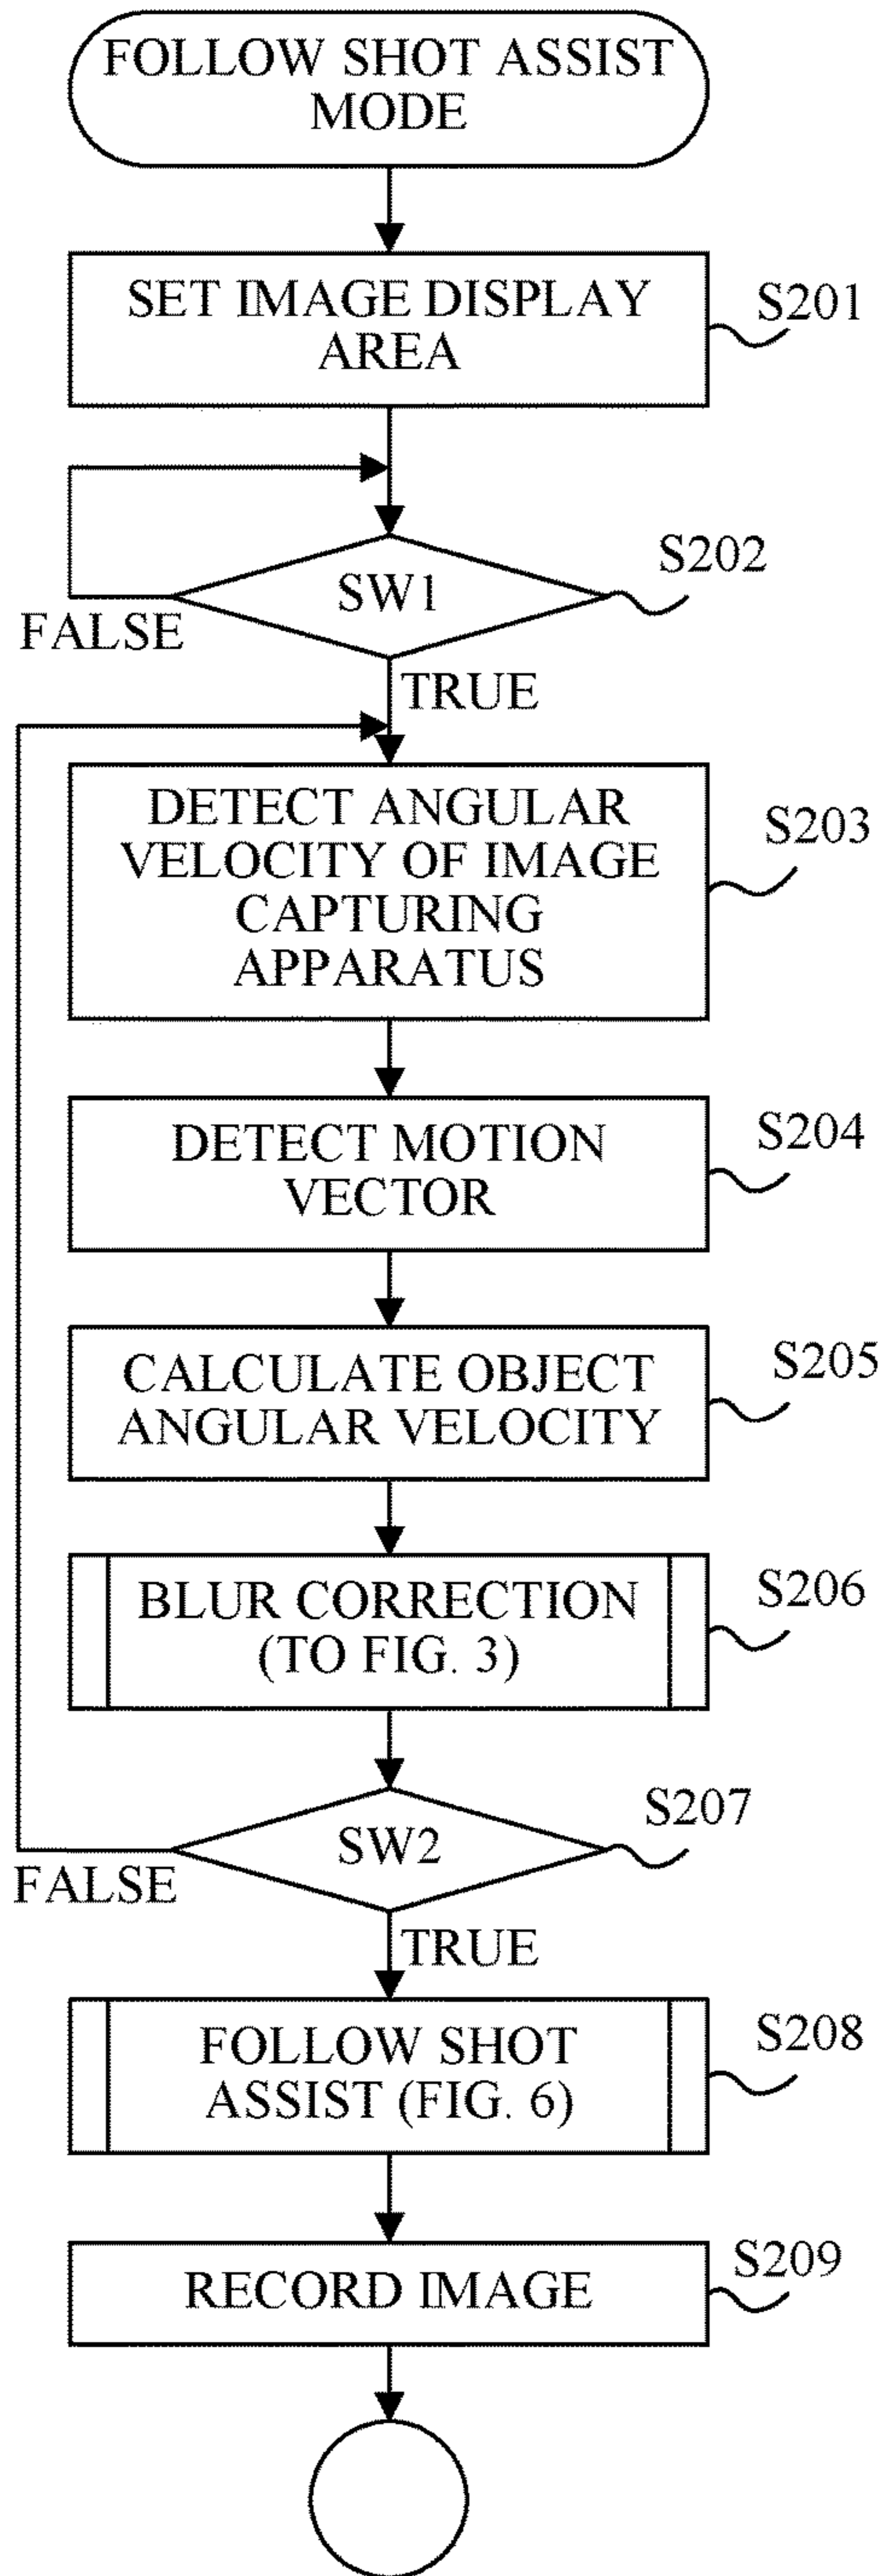 FOLLOW SHOT ASSIST
MODE
SET IMAGE DISPLAY
AREA
S201
SW1
S202
FALSE
TRUE
DETECT ANGULAR
VELOCITY OF IMAGE
CAPTURING
APPARATUS
S203
DETECT MOTION
VECTOR
S204
CALCULATE OBJECT
ANGULAR VELOCITY
S205
BLUR CORRECTION
(TO FIG. 3)
S206
SW2
S207
FALSE
TRUE
FOLLOW SHOT
ASSIST (FIG. 6)
S208
RECORD IMAGE
S209